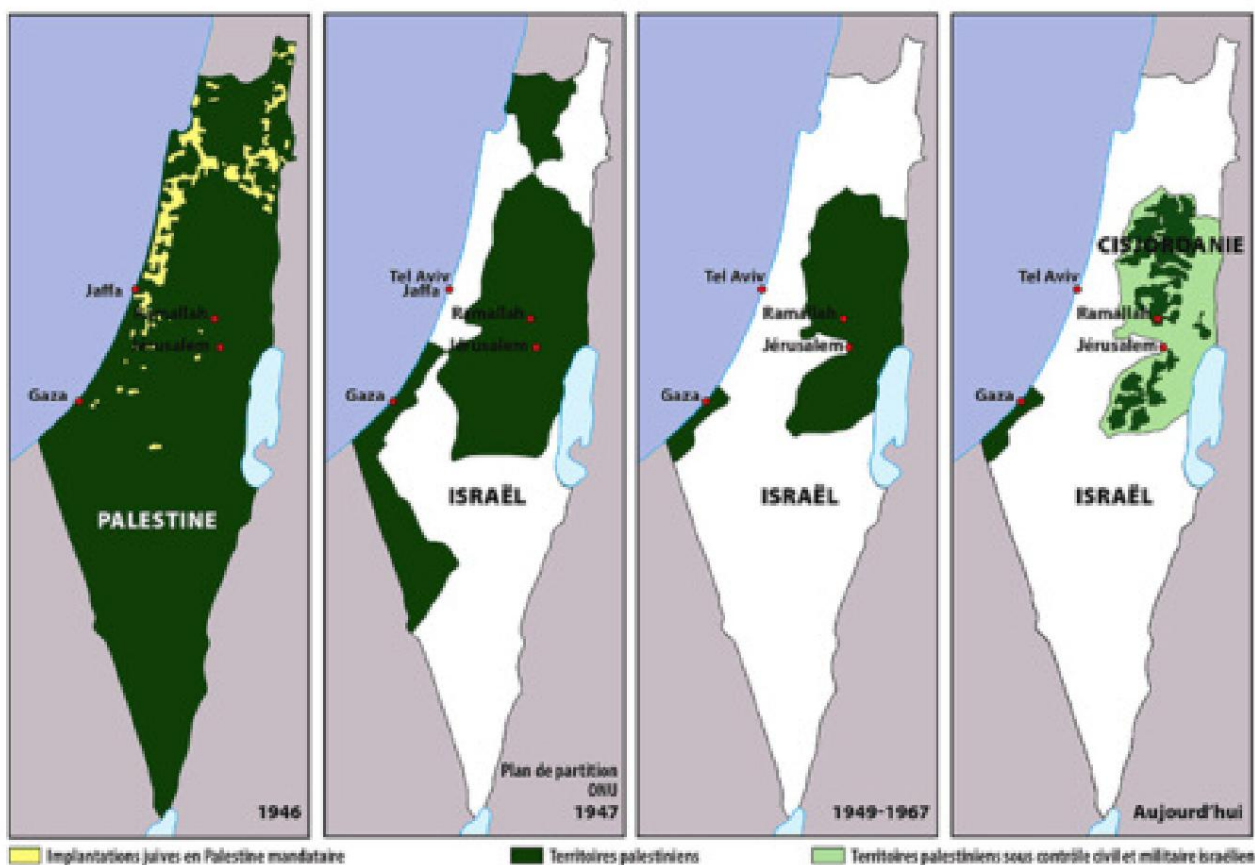 Jaffa
Ramallah
Jérusalem
Gaza
PALESTINE
1946
Tel Aviv
Jaffa
Ramallah
Jérusalem
Gaza
ISRAËL
Plan de partition
ONU
1947
Tel Aviv
Ramallah
Jérusalem
Gaza
ISRAËL
1949-1967
CISJORDANIE
Tel Aviv
Ramallah
Jérusalem
Gaza
ISRAËL
Aujourd'hui
Implantations juives en Palestine mandataire
Territoires palestiniens
Territoires palestiniens sous contrôle civil et militaire israélien